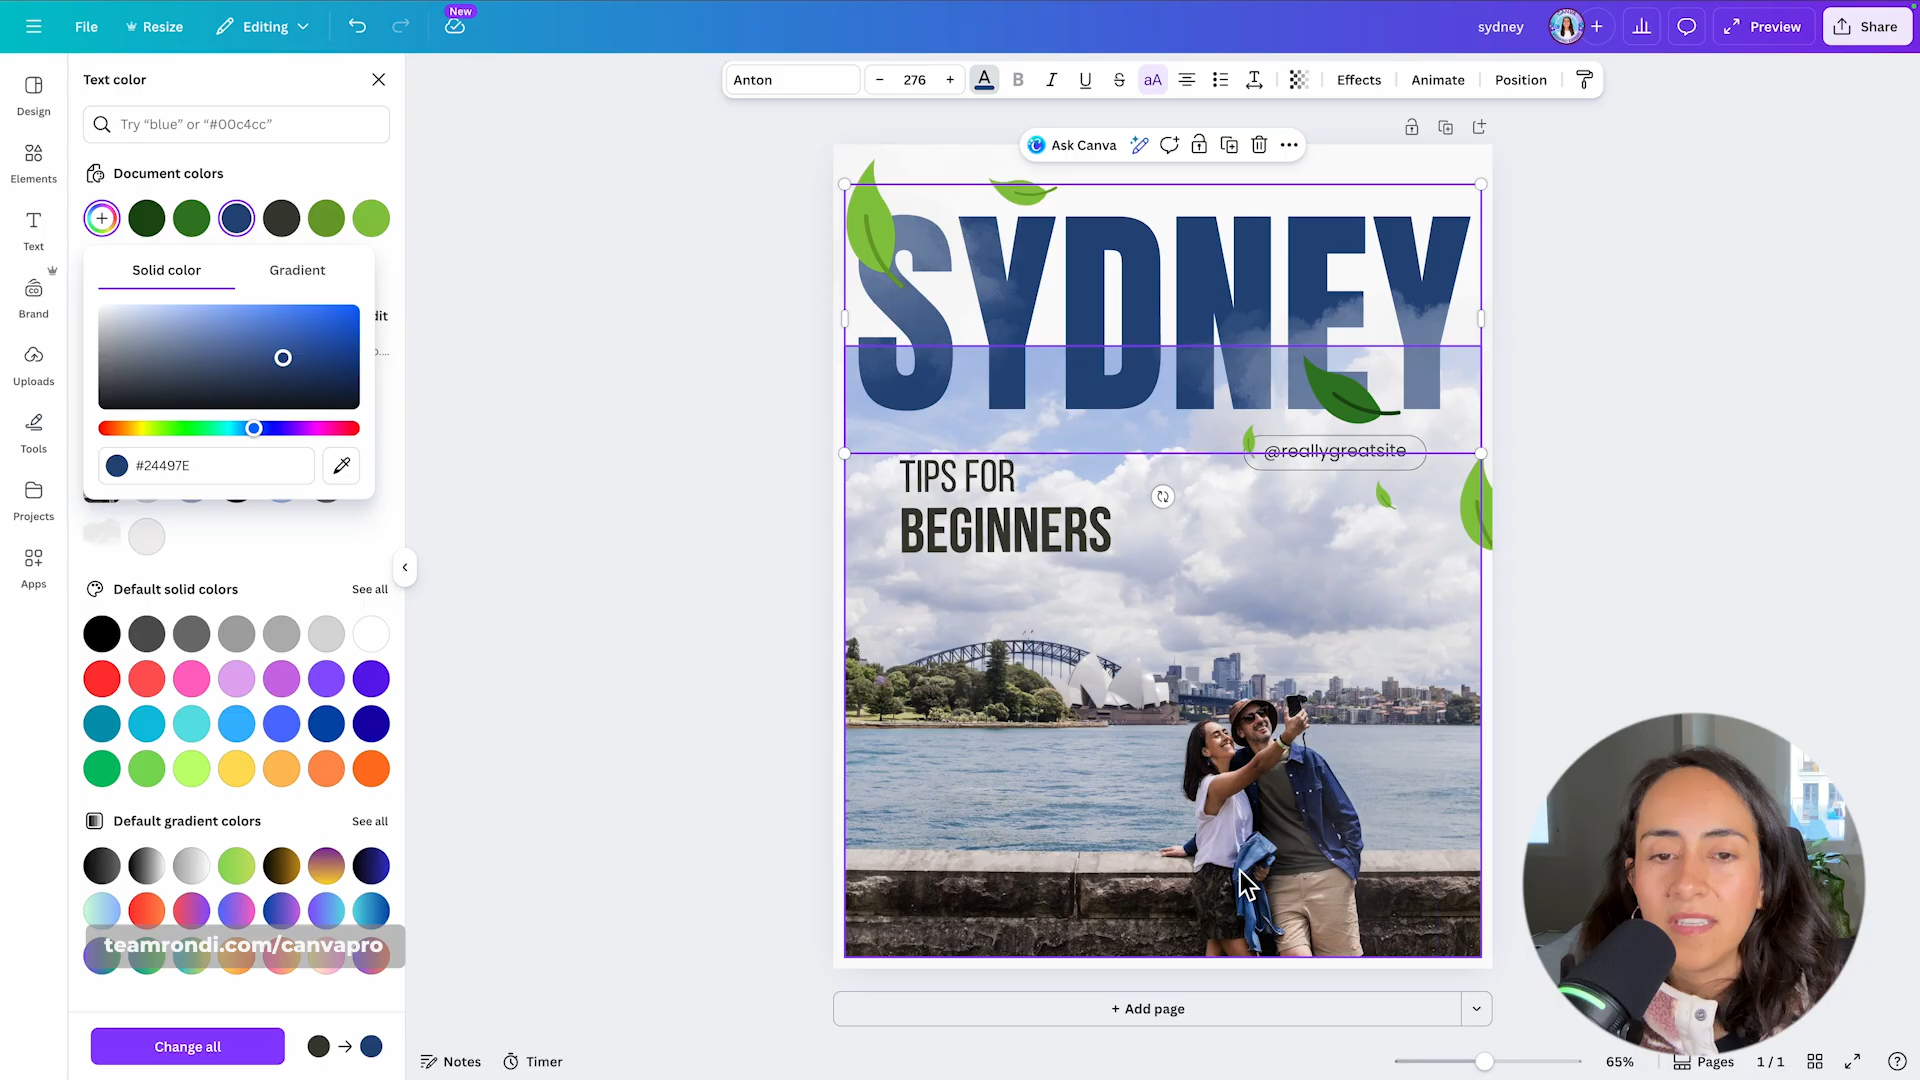 File
Resize
Editing
New
sydney
Preview
Share
Design
Elements
Text
Brand
Uploads
Tools
Projects
Apps
Text color
Try “blue” or “#00c4cc”
Document colors
Solid color
Gradient
dit
#24497E
Default solid colors
See all
Default gradient colors
See all
teamrondi.com/canvapro
Change all
Anton
− 276 +
A B I U S aA
Effects
Animate
Position
Ask Canva
SYDNEY
@reallygreatsite
TIPS FOR
BEGINNERS
+ Add page
Notes
Timer
65%
Pages
1 / 1